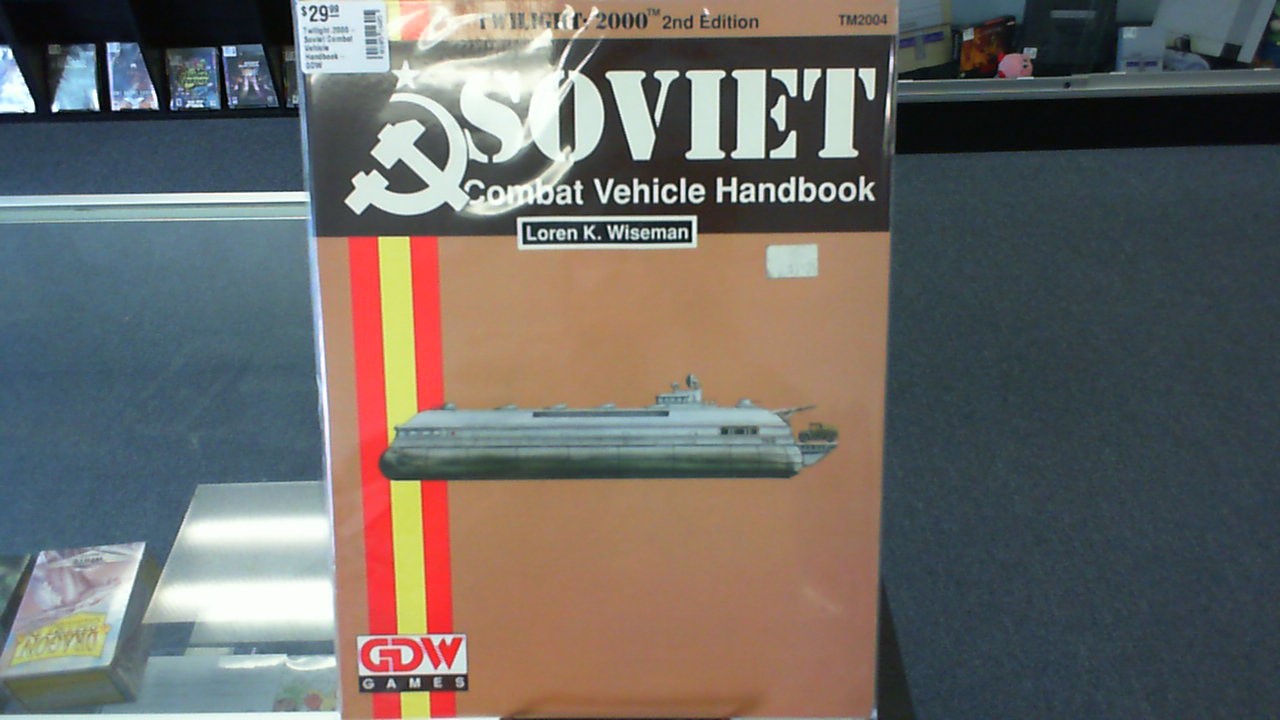 $29.99
Twilight 2000 -
Soviet Combat
Vehicle
Handbook -
GDW
TWILIGHT: 2000™ 2nd Edition
TM2004
SOVIET
Combat Vehicle Handbook
Loren K. Wiseman
GDW
GAMES
DRAGON